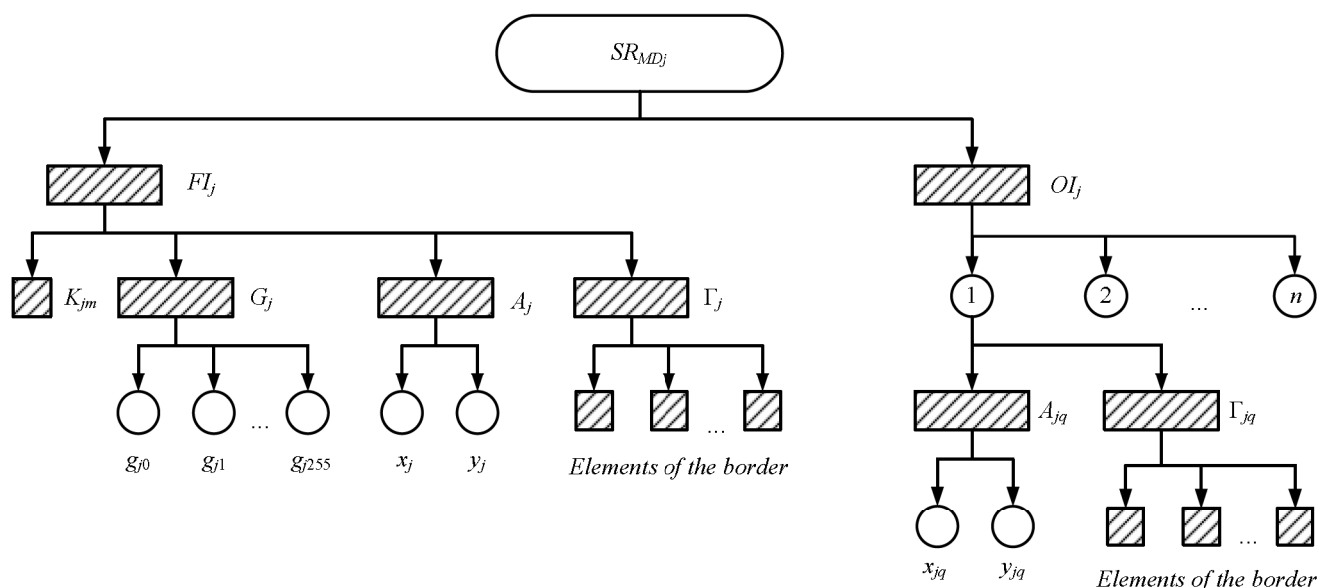 SR_MDj
FI_j
OI_j
K_jm
G_j
A_j
Γ_j
1
2
...
n
...
...
A_jq
Γ_jq
g_j0
g_j1
g_j255
x_j
y_j
Elements of the border
...
x_jq
y_jq
Elements of the border